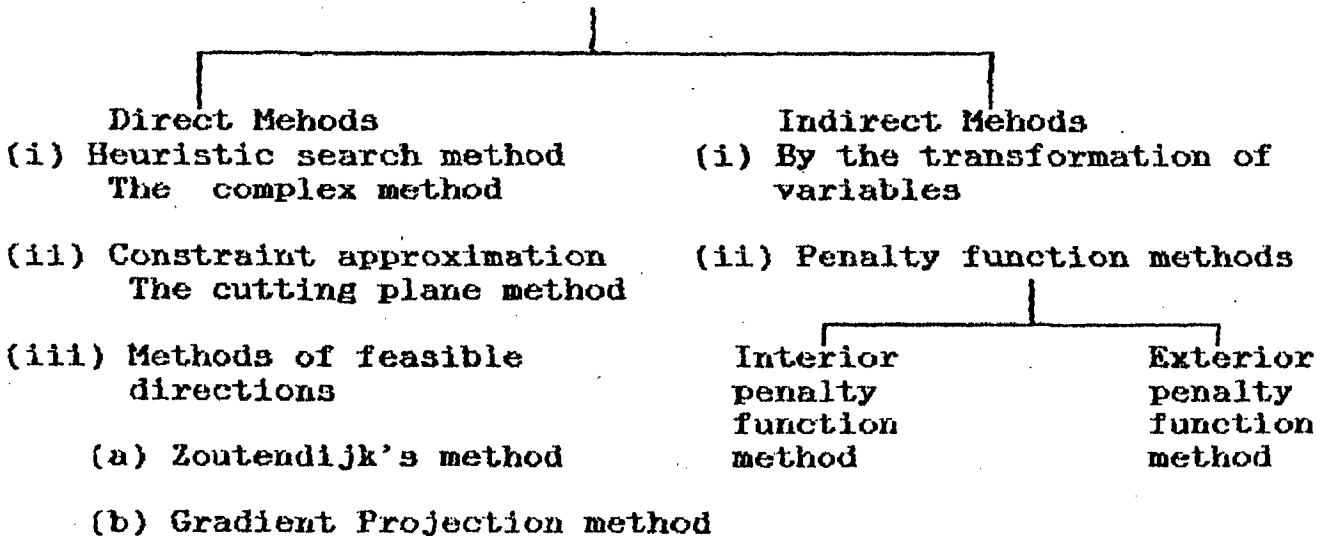 Direct Mehods
(i) Heuristic search method
The complex method
(ii) Constraint approximation
The cutting plane method
(iii) Methods of feasible
directions
(a) Zoutendijk's method
(b) Gradient Projection method
Indirect Mehods
(i) By the transformation of
variables
(ii) Penalty function methods
Interior
penalty
function
method
Exterior
penalty
function
method